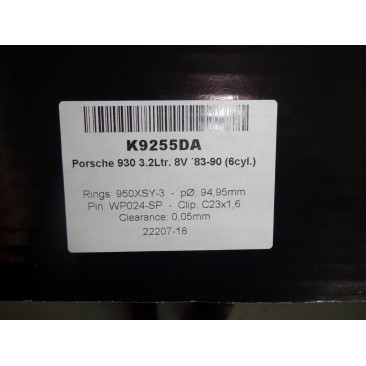 K9255DA
Porsche 930 3.2Ltr. 8V ´83-90 (6cyl.)
Rings: 950XSY-3 - pØ: 94,95mm
Pin: WP024-SP - Clip: C23x1,6
Clearance: 0,05mm
22207-18